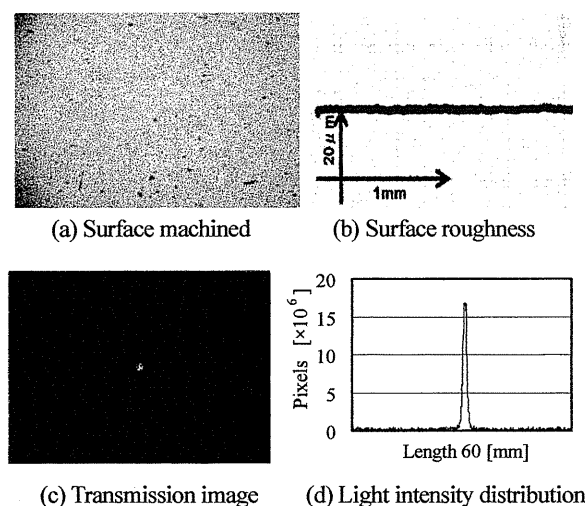 20μm
1mm
(a) Surface machined
(b) Surface roughness
20
15
10
5
0
Pixels [×10⁶]
Length 60 [mm]
(c) Transmission image
(d) Light intensity distribution